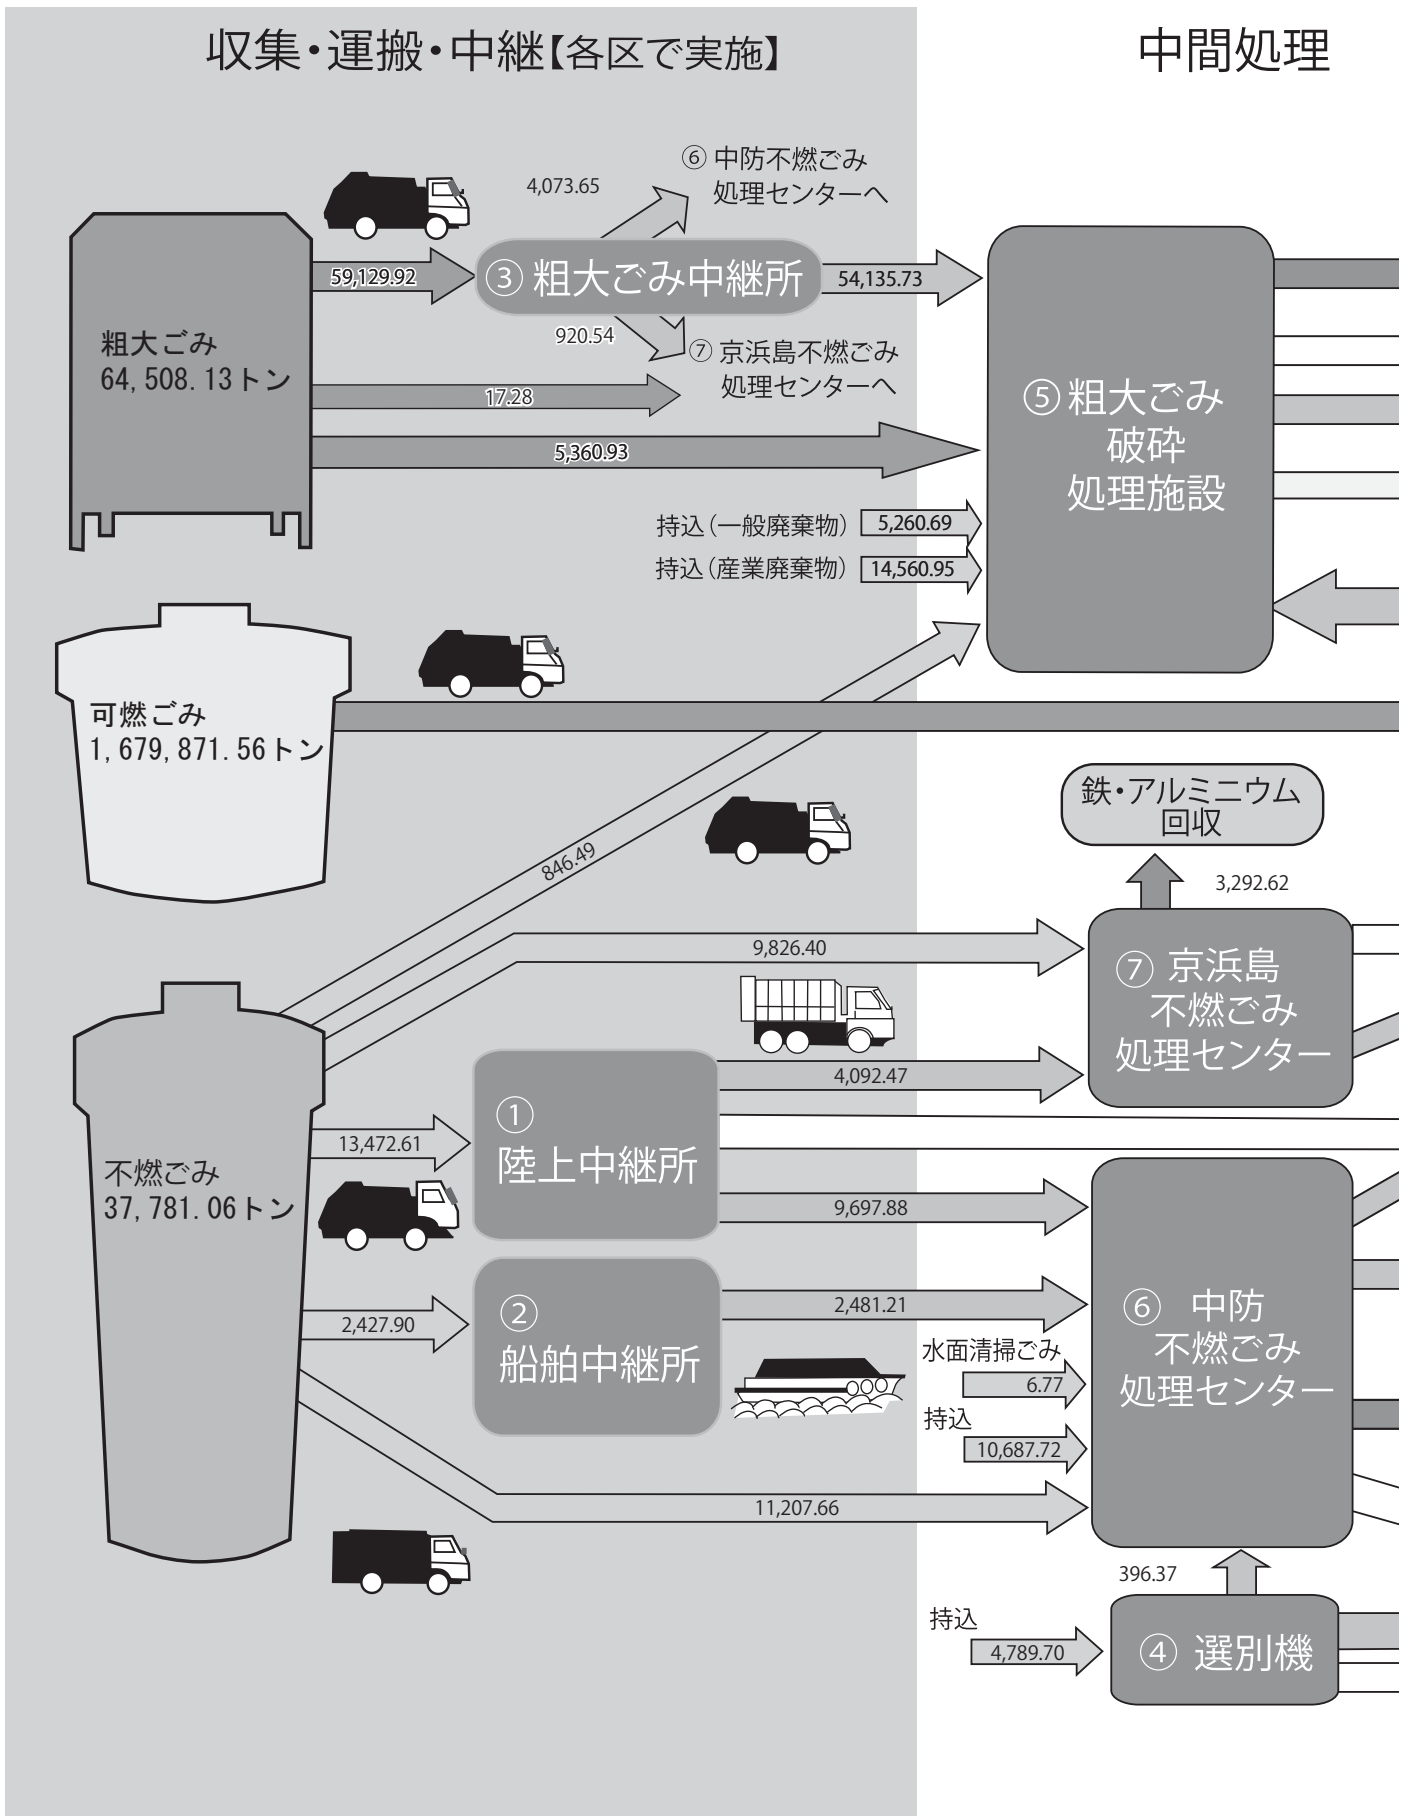 収集・運搬・中継【各区で実施】
中間処理
⑥ 中防不燃ごみ
処理センターへ
4,073.65
59,129.92
③ 粗大ごみ中継所
54,135.73
920.54
⑦ 京浜島不燃ごみ
処理センターへ
粗大ごみ
64,508.13トン
17.28
5,360.93
⑤ 粗大ごみ
破砕
処理施設
持込（一般廃棄物）
5,260.69
持込（産業廃棄物）
14,560.95
可燃ごみ
1,679,871.56トン
鉄・アルミニウム
回収
846.49
3,292.62
9,826.40
⑦ 京浜島
不燃ごみ
処理センター
4,092.47
①
陸上中継所
13,472.61
不燃ごみ
37,781.06トン
9,697.88
②
船舶中継所
2,427.90
2,481.21
⑥ 中防
不燃ごみ
処理センター
水面清掃ごみ
6.77
持込
10,687.72
11,207.66
396.37
持込
4,789.70
④ 選別機